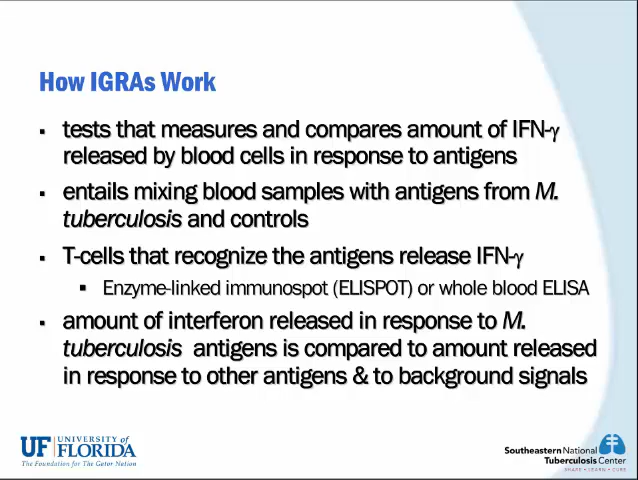 How IGRAs Work
▪ tests that measures and compares amount of IFN-γ
released by blood cells in response to antigens
▪ entails mixing blood samples with antigens from M.
tuberculosis and controls
▪ T-cells that recognize the antigens release IFN-γ
▪ Enzyme-linked immunospot (ELISPOT) or whole blood ELISA
▪ amount of interferon released in response to M.
tuberculosis antigens is compared to amount released
in response to other antigens & to background signals
UF UNIVERSITY of
FLORIDA
The Foundation for The Gator Nation
Southeastern National
Tuberculosis Center
SHARE • LEARN • CURE